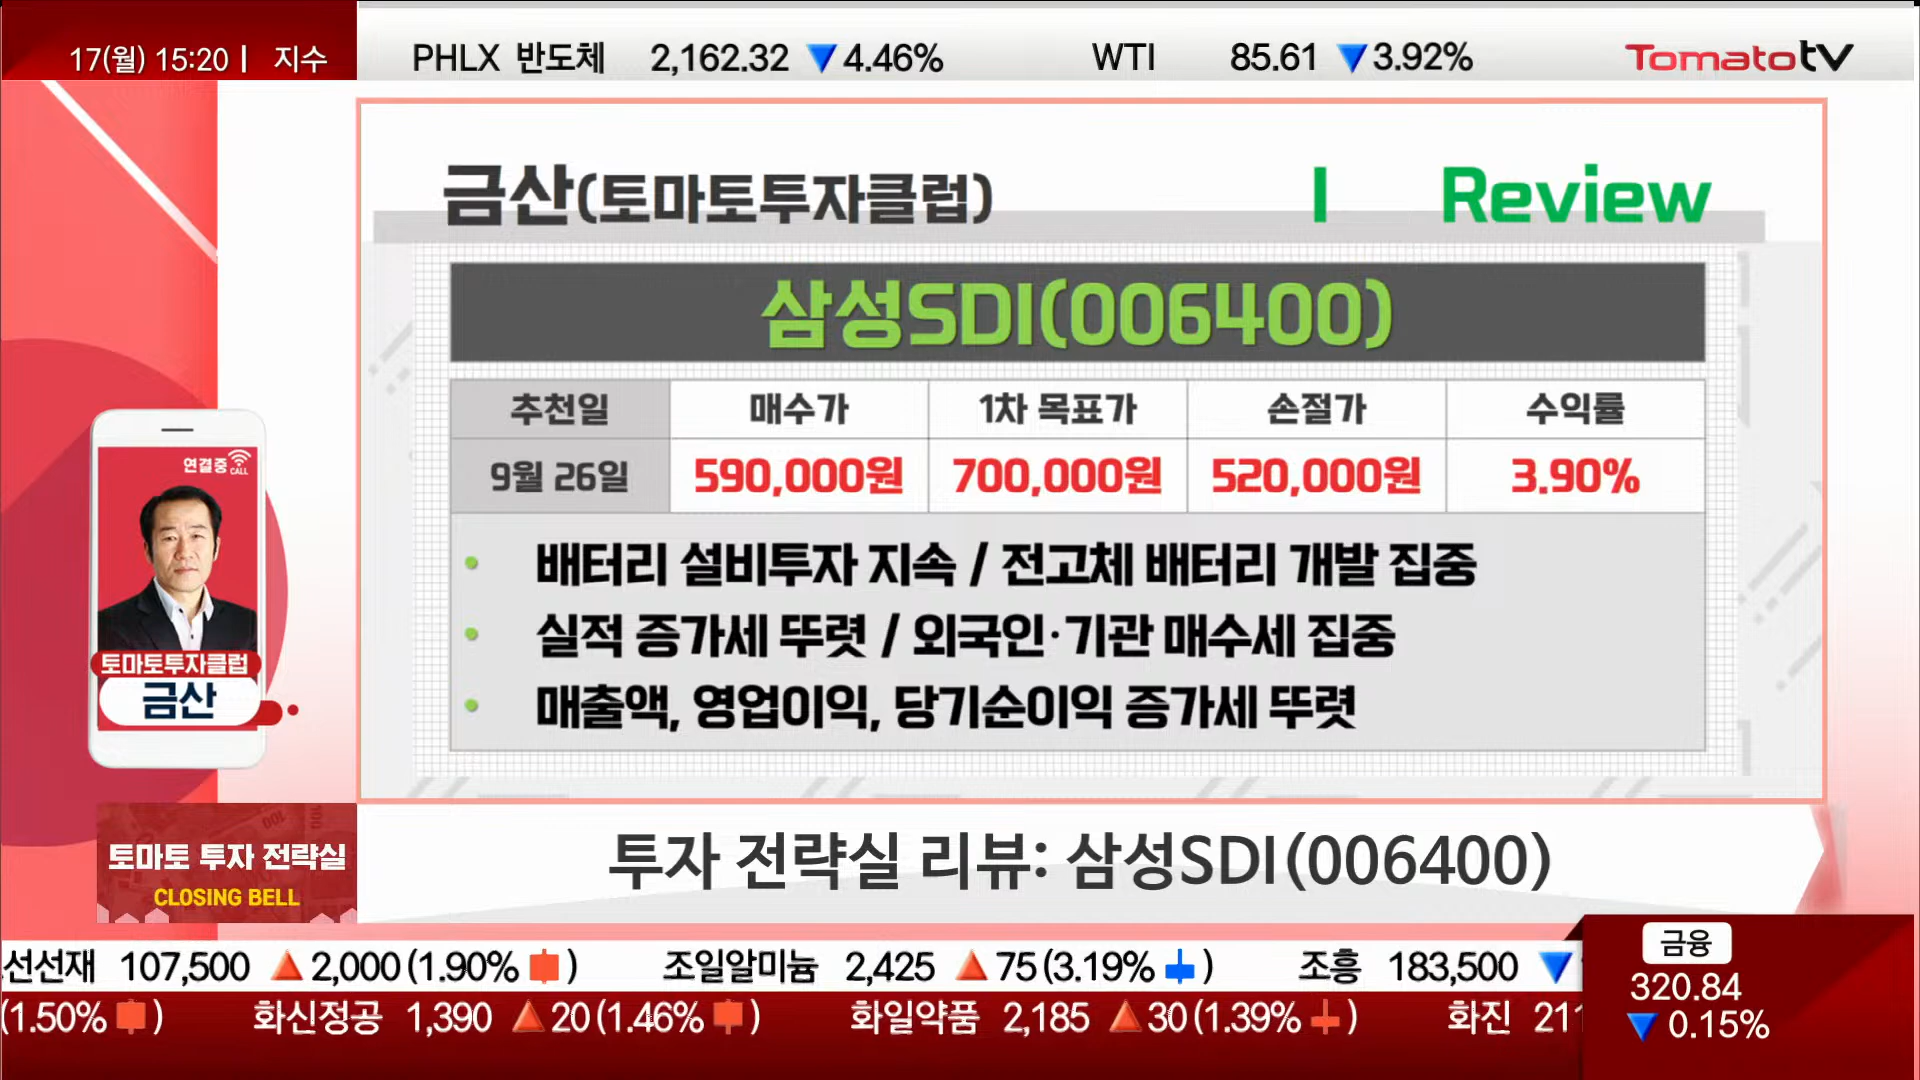 17(월) 15:20 | 지수
PHLX 반도체 2,162.32 ▼4.46% WTI 85.61 ▼3.92%
Tomatotv
금산(토마토투자클럽) | Review
삼성SDI(006400)
추천일 매수가 1차 목표가 손절가 수익률
9월 26일 590,000원 700,000원 520,000원 3.90%
• 배터리 설비투자 지속 / 전고체 배터리 개발 집중
• 실적 증가세 뚜렷 / 외국인·기관 매수세 집중
• 매출액, 영업이익, 당기순이익 증가세 뚜렷
연결중 CALL
토마토투자클럽
금산
토마토 투자 전략실
CLOSING BELL
투자 전략실 리뷰: 삼성SDI(006400)
선선재 107,500 ▲2,000(1.90%) 조일알미늄 2,425 ▲75(3.19%) 조흥 183,500 ▼
(1.50%) 화신정공 1,390 ▲20(1.46%) 화일약품 2,185 ▲30(1.39%) 화진 211
금융
320.84
▼0.15%